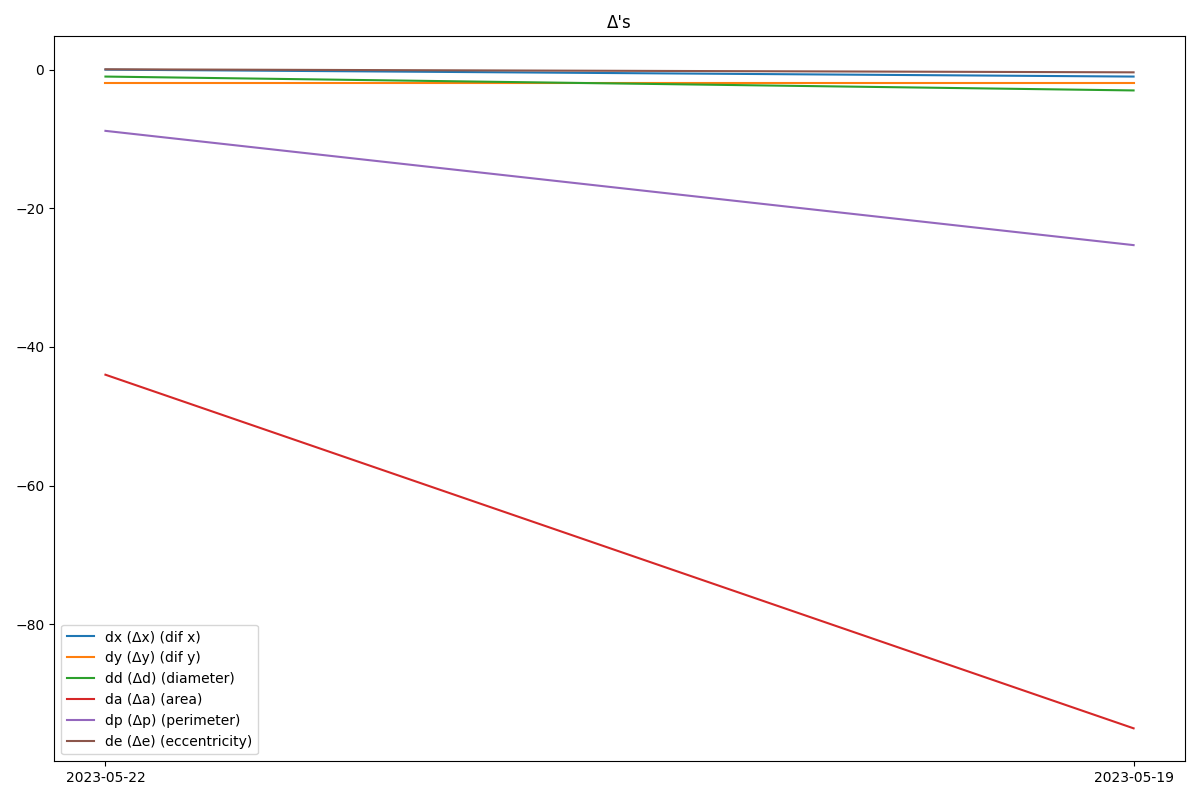 Δ's
0
−20
−40
−60
−80
dx (Δx) (dif x)
dy (Δy) (dif y)
dd (Δd) (diameter)
da (Δa) (area)
dp (Δp) (perimeter)
de (Δe) (eccentricity)
2023-05-22
2023-05-19